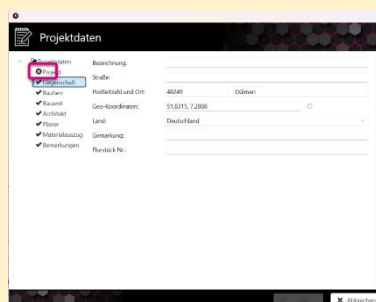 Projektdaten
Projektdaten
Projekt
Liegenschaft
Bauherr
Bauamt
Architekt
Planer
Materialauszug
Bemerkungen
Bezeichnung:
Straße:
Postleitzahl und Ort: 48249 Dülmen
Geo-Koordinaten: 51.8315, 7.2808
Land: Deutschland
Gemarkung:
Flurstück Nr.:
Abbrechen